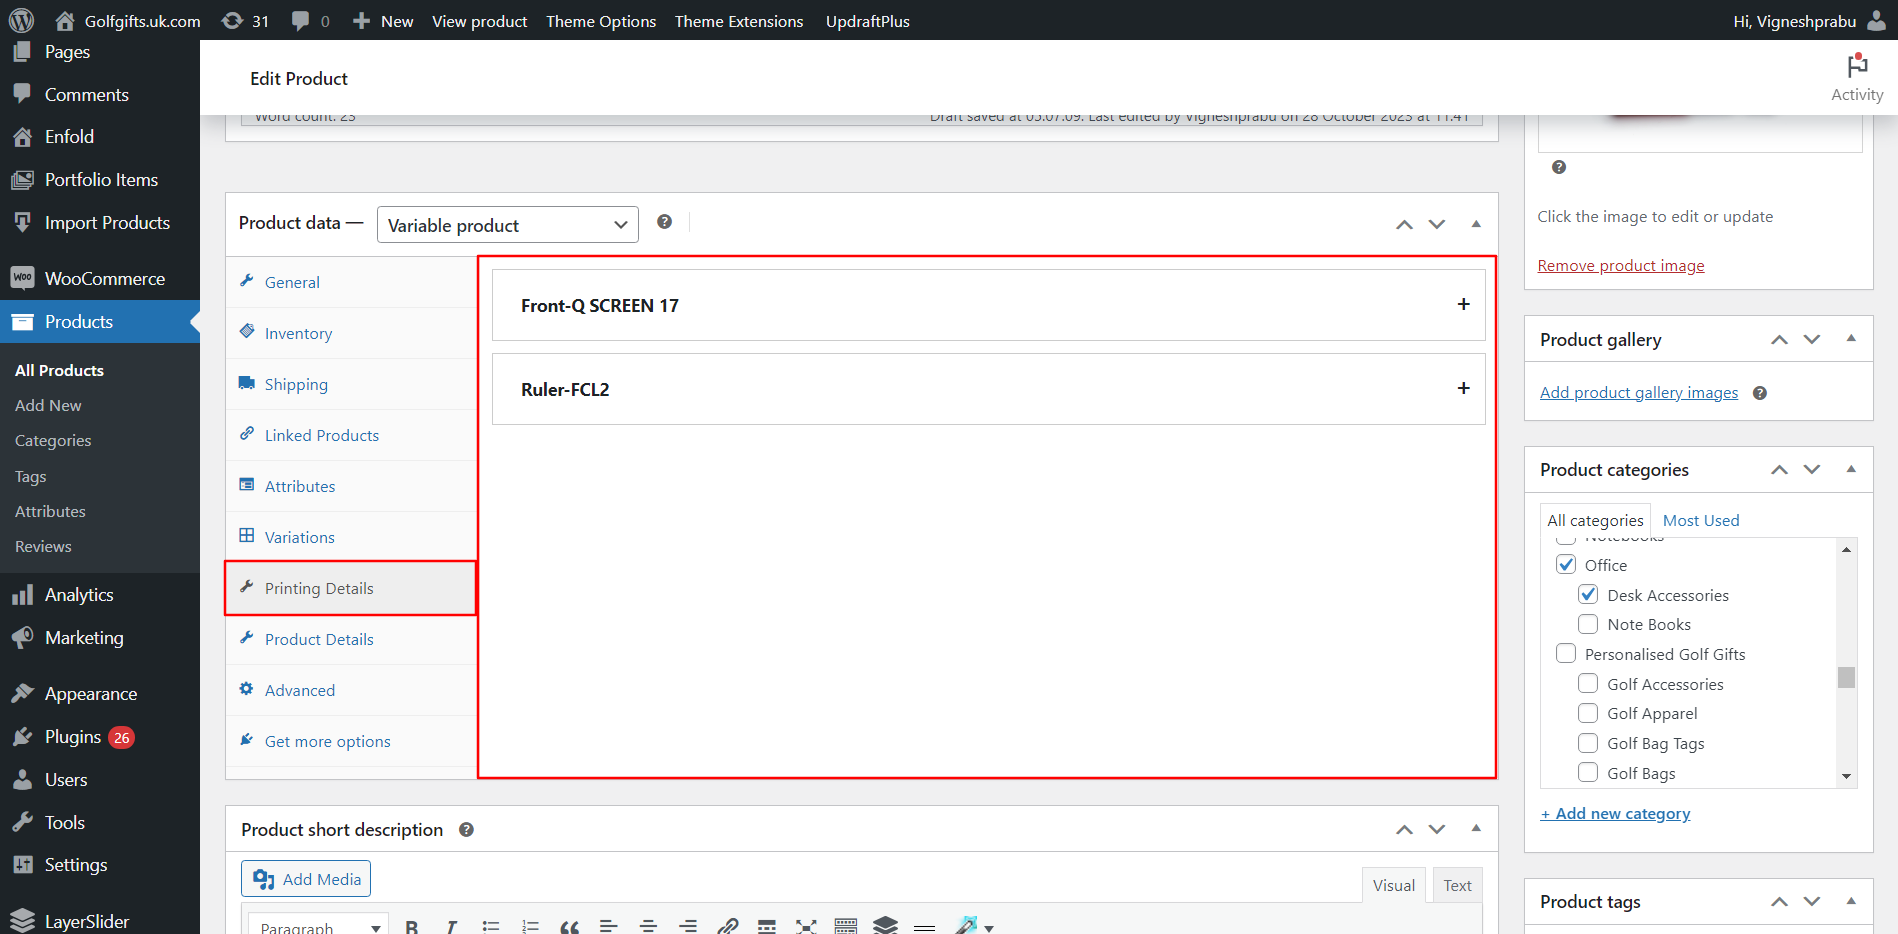 Golfgifts.uk.com 31 0 New View product Theme Options Theme Extensions UpdraftPlus Hi, Vigneshprabu
Pages
Comments
Enfold
Portfolio Items
Import Products
WooCommerce
Products
All Products
Add New
Categories
Tags
Attributes
Reviews
Analytics
Marketing
Appearance
Plugins 26
Users
Tools
Settings
LayerSlider
Edit Product
Activity
Word count: 23 Draft saved at 05:07:09. Last edited by Vigneshprabu on 28 October 2023 at 11:41
Product data — Variable product
General
Inventory
Shipping
Linked Products
Attributes
Variations
Printing Details
Product Details
Advanced
Get more options
Front-Q SCREEN 17 +
Ruler-FCL2 +
Product short description
Add Media
Visual Text
Paragraph B I
Click the image to edit or update
Remove product image
Product gallery
Add product gallery images
Product categories
All categories Most Used
Notebooks
Office
Desk Accessories
Note Books
Personalised Golf Gifts
Golf Accessories
Golf Apparel
Golf Bag Tags
Golf Bags
+ Add new category
Product tags